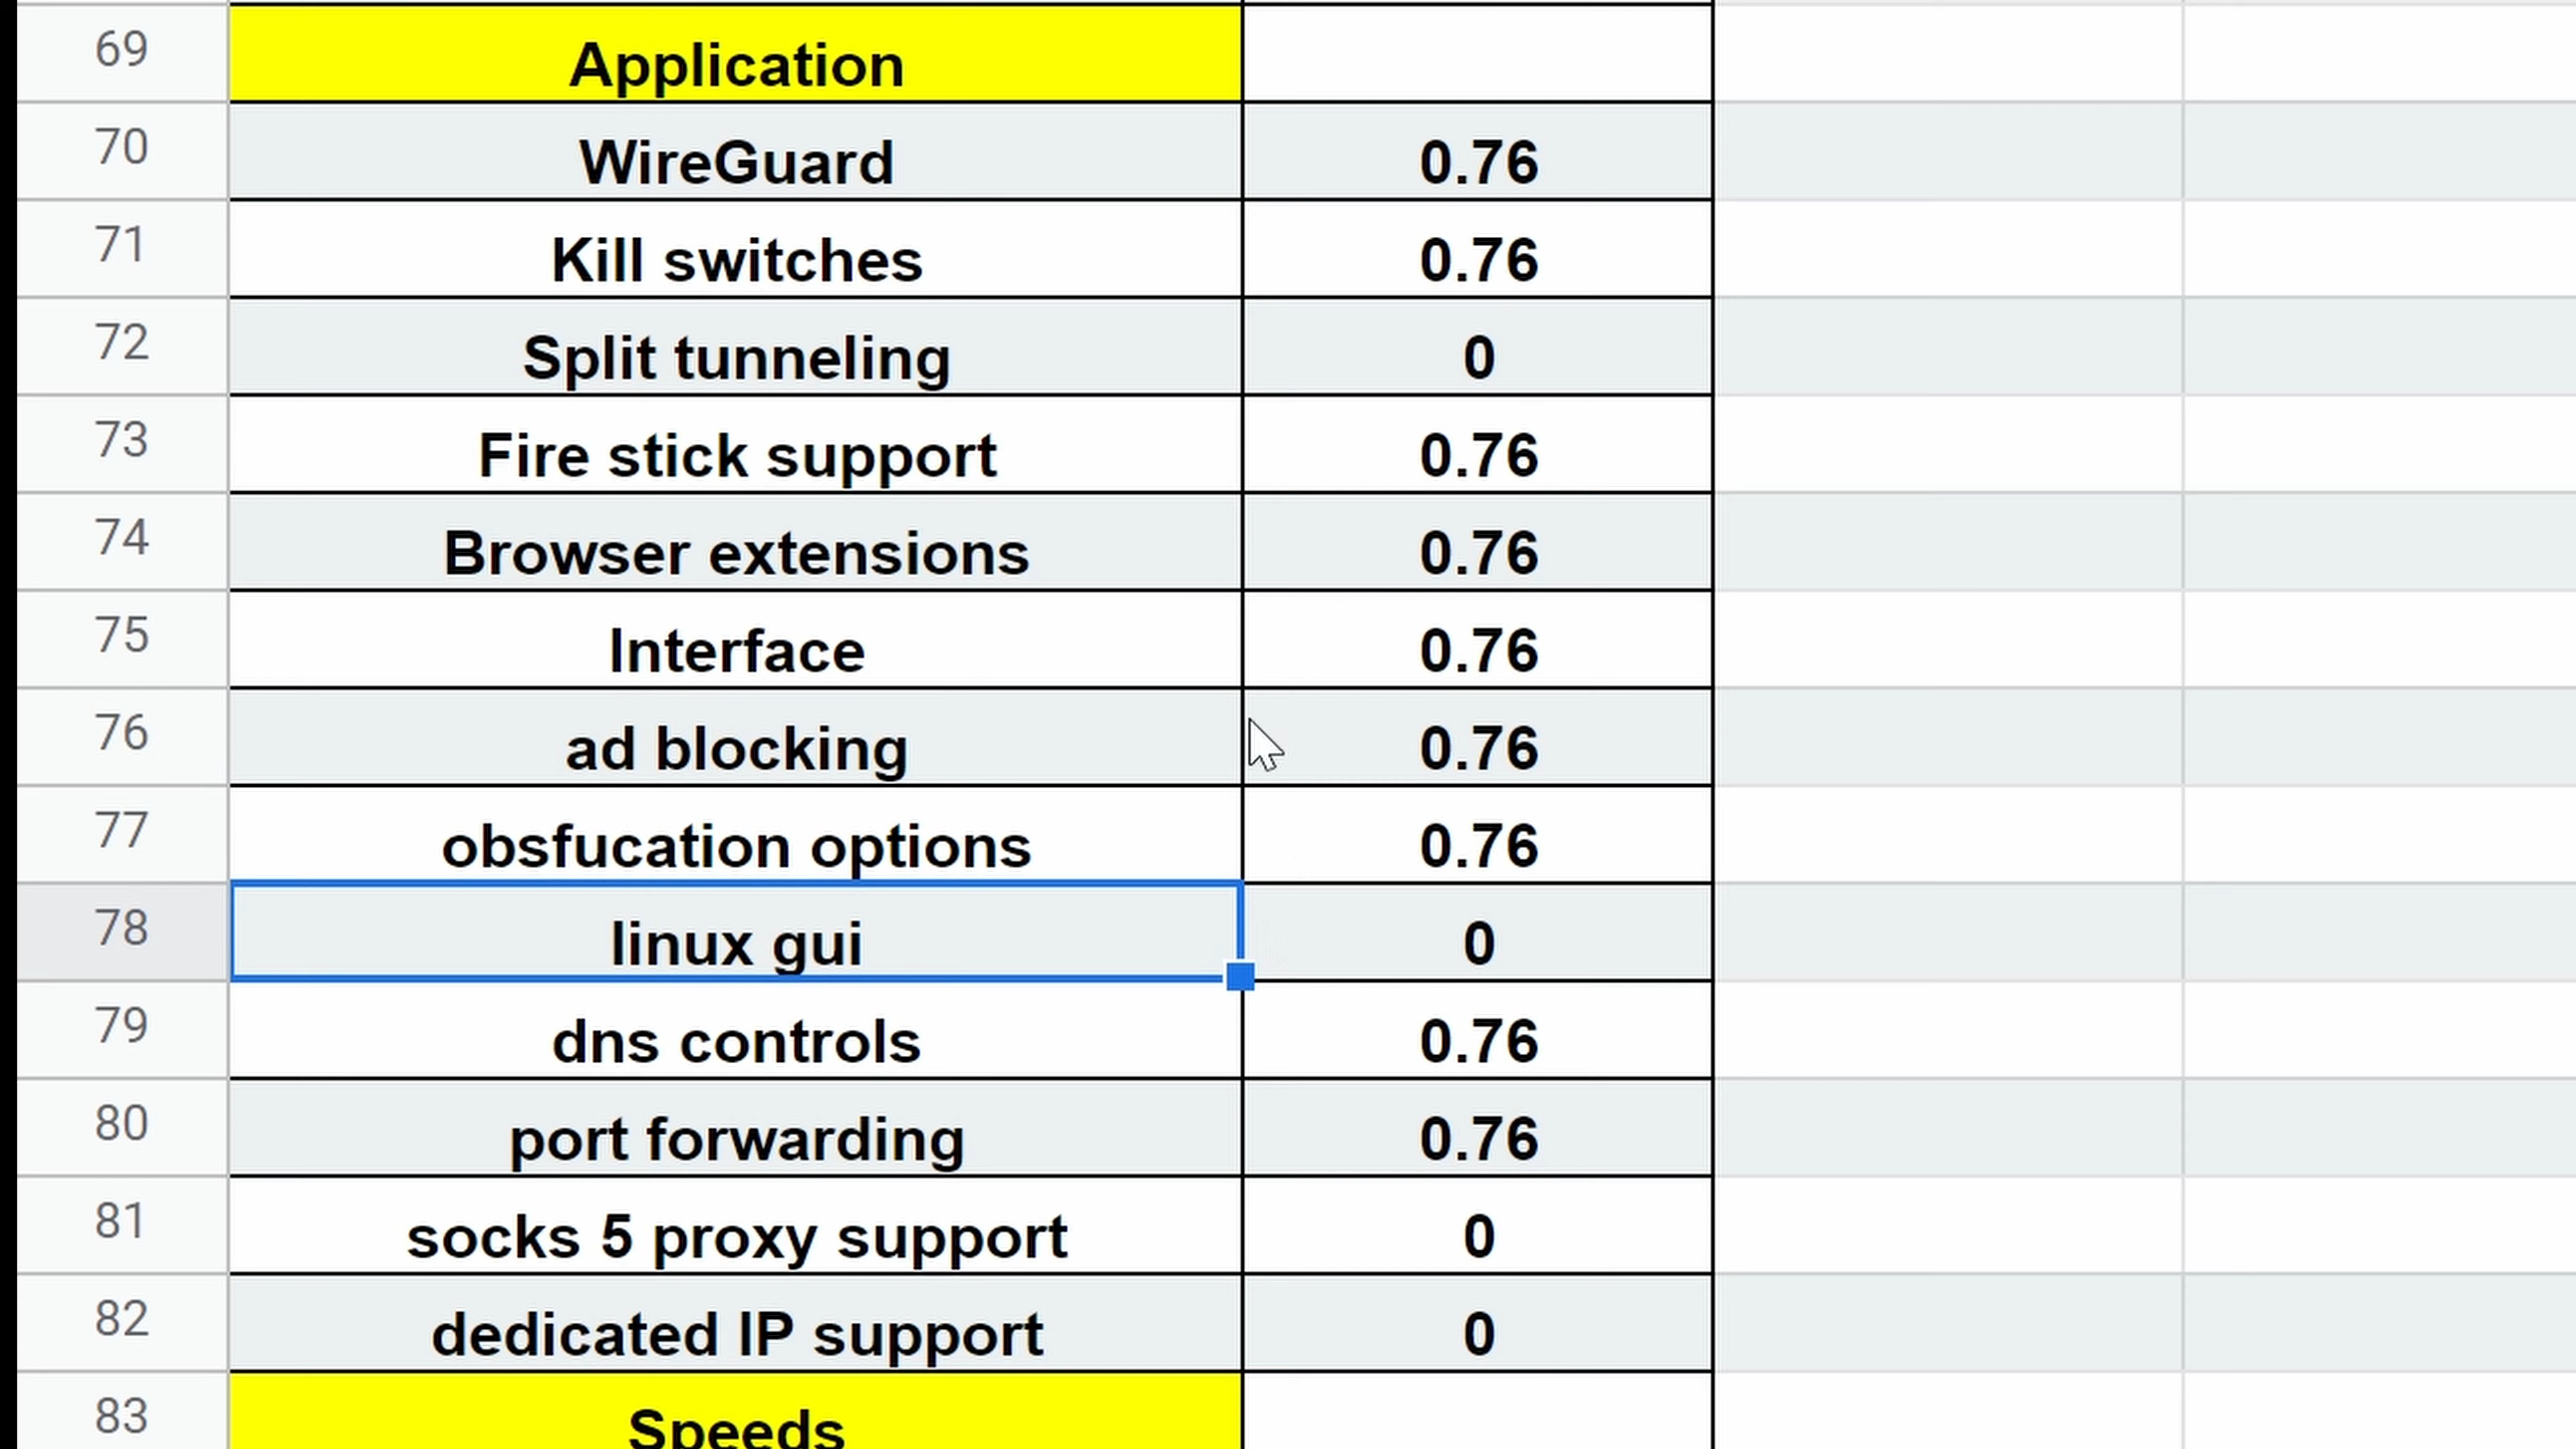 69 Application
70 WireGuard 0.76
71 Kill switches 0.76
72 Split tunneling 0
73 Fire stick support 0.76
74 Browser extensions 0.76
75 Interface 0.76
76 ad blocking 0.76
77 obsfucation options 0.76
78 linux gui 0
79 dns controls 0.76
80 port forwarding 0.76
81 socks 5 proxy support 0
82 dedicated IP support 0
83 Speeds